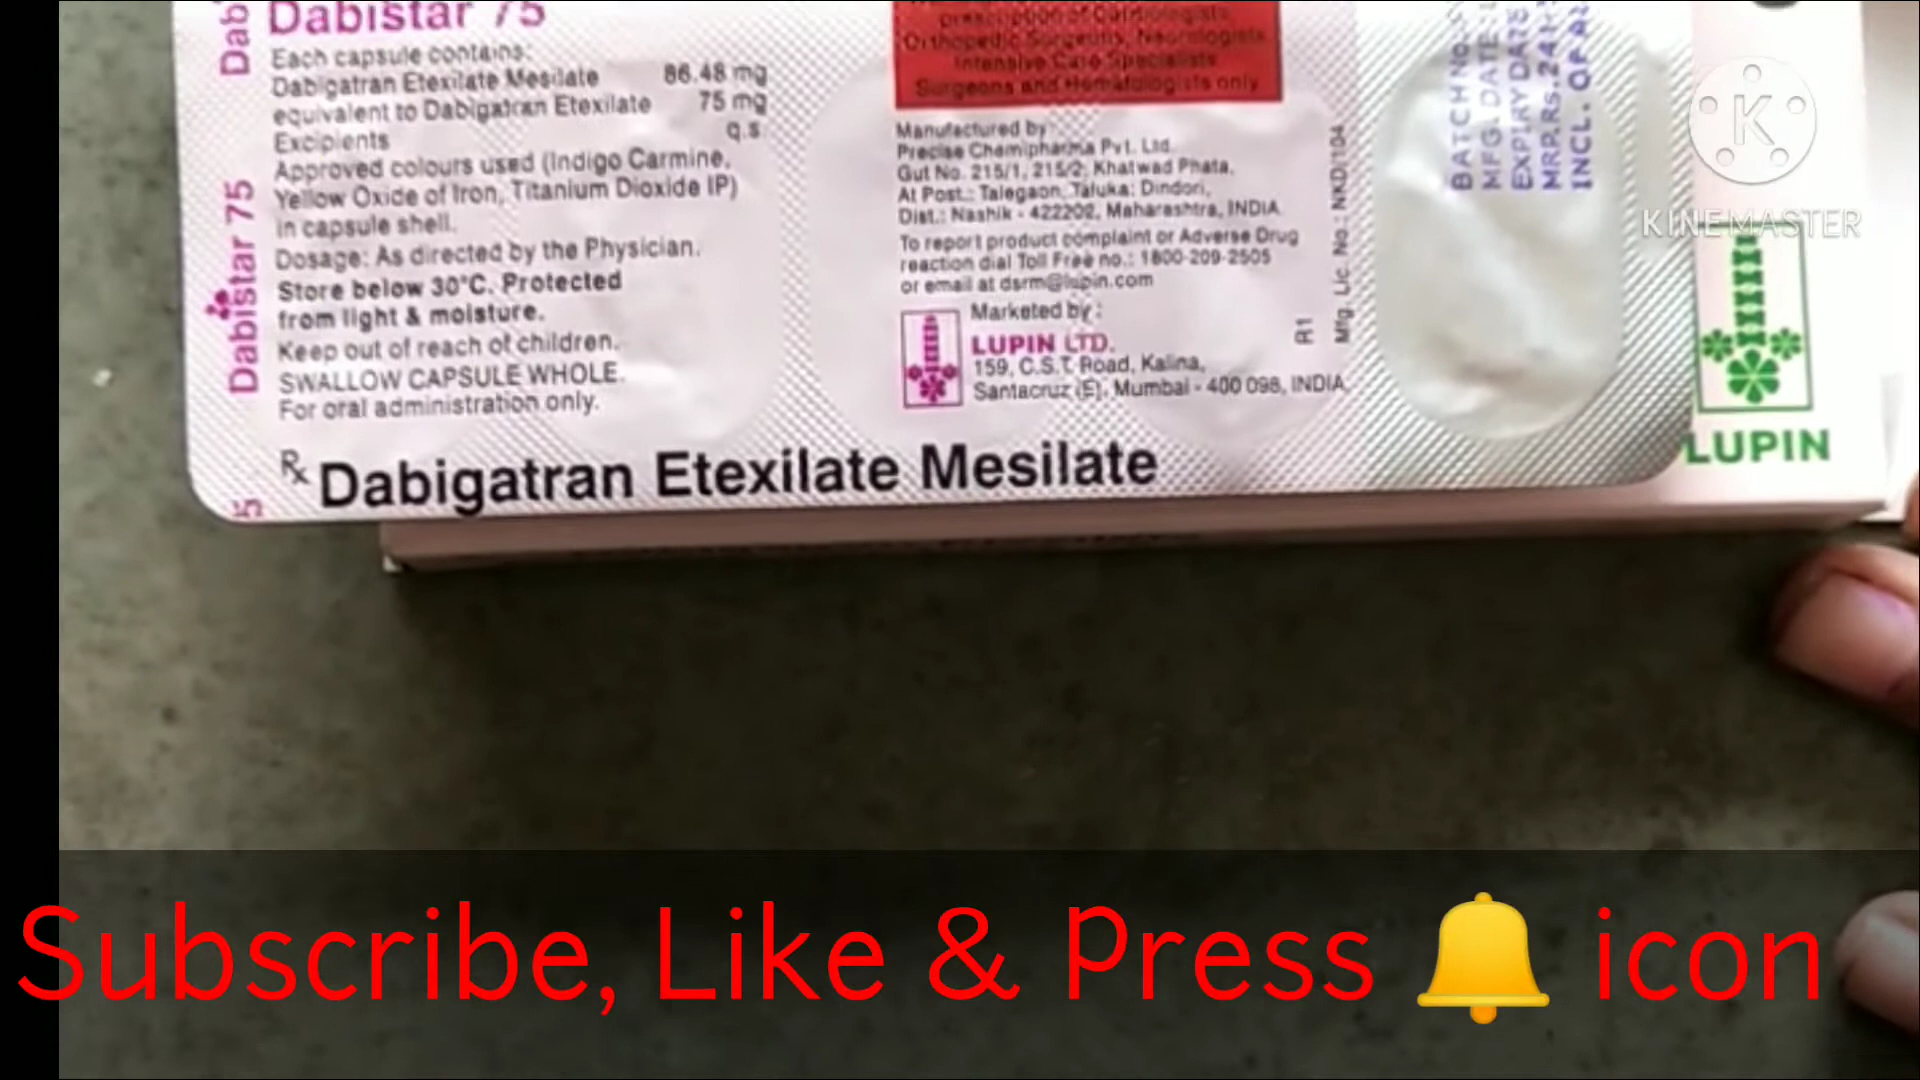 Dabistar 75
Each capsule contains:
Dabigatran Etexilate Mesilate 86.48 mg
equivalent to Dabigatran Etexilate 75 mg
Excipients q.s
Approved colours used (Indigo Carmine,
Yellow Oxide of Iron, Titanium Dioxide IP)
in capsule shell.
Dosage: As directed by the Physician.
Store below 30°C. Protected
from light & moisture.
Keep out of reach of children.
SWALLOW CAPSULE WHOLE.
For oral administration only.
Rx Dabigatran Etexilate Mesilate
Dab
Dabistar 75
5
prescription of Cardiologists,
Orthopedic Surgeons, Neurologists
Intensive Care Specialists
Surgeons and Hematologists only
Manufactured by:
Precise Chemipharma Pvt. Ltd.
Gut No. 215/1, 215/2, Khatwad Phata,
At Post.: Talegaon, Taluka: Dindori,
Dist.: Nashik - 422202, Maharashtra, INDIA
To report product complaint or Adverse Drug
reaction dial Toll Free no.: 1800-209-2505
or email at dsrm@lupin.com
Marketed by:
LUPIN LTD.
159, C.S.T. Road, Kalina,
Santacruz (E), Mumbai - 400 098, INDIA
R1
Mfg. Lic. No.: NKD/104
BATCH NO.
MFG. DATE
EXPIRY DATE
MRP.Rs.241
INCL. OF AL
K
KINEMASTER
LUPIN
Subscribe, Like & Press 🔔 icon